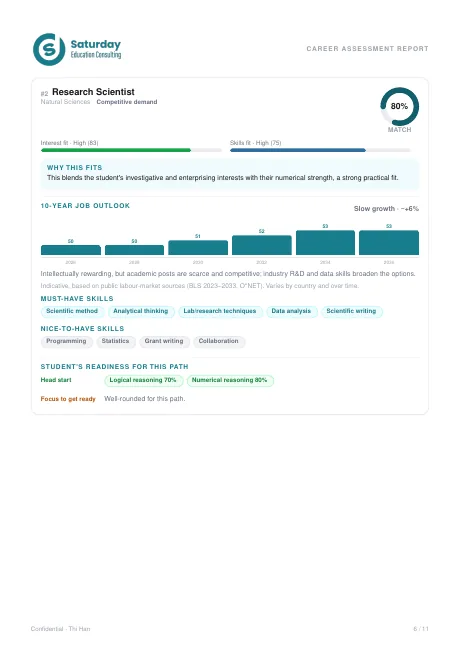 Saturday
Education Consulting
CAREER ASSESSMENT REPORT
#2 Research Scientist
Natural Sciences · Competitive demand
80%
MATCH
Interest fit · High (83)
Skills fit · High (75)
WHY THIS FITS
This blends the student's investigative and enterprising interests with their numerical strength, a strong practical fit.
10-YEAR JOB OUTLOOK
Slow growth · ~+6%
50 50 51 52 53 53
Intellectually rewarding, but academic posts are scarce and competitive; industry R&D and data skills broaden the options.
Indicative, based on public labour-market sources (BLS 2023–2033, O*NET). Varies by country and over time.
MUST-HAVE SKILLS
Scientific method Analytical thinking Lab/research techniques Data analysis Scientific writing
NICE-TO-HAVE SKILLS
Programming Statistics Grant writing Collaboration
STUDENT'S READINESS FOR THIS PATH
Head start Logical reasoning 70% Numerical reasoning 80%
Focus to get ready Well-rounded for this path.
Confidential · Thi Han
6 / 11